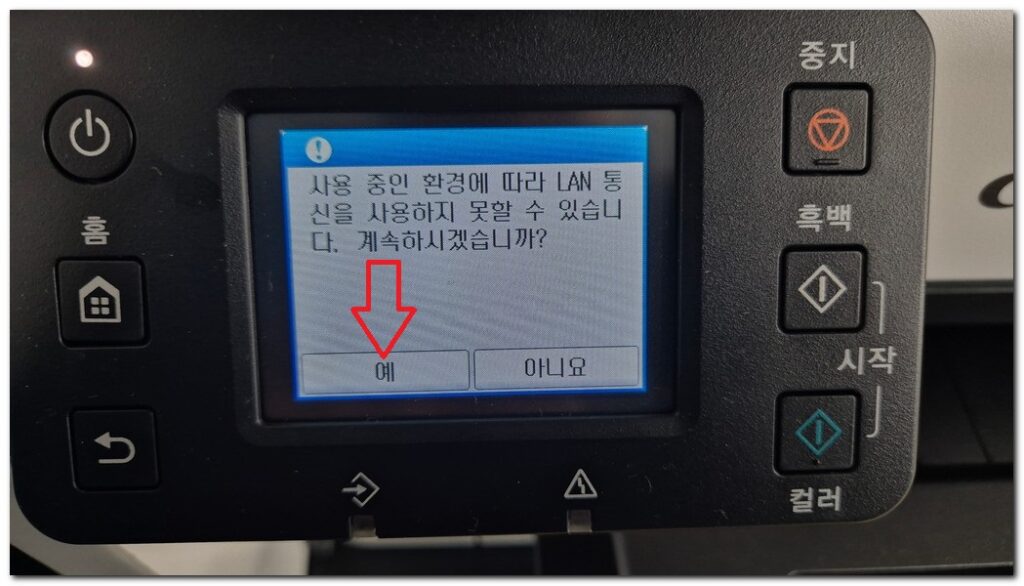 중지
홈
흑백
시작
컬러
사용 중인 환경에 따라 LAN 통
신을 사용하지 못할 수 있습니
다. 계속하시겠습니까?
예
아니요